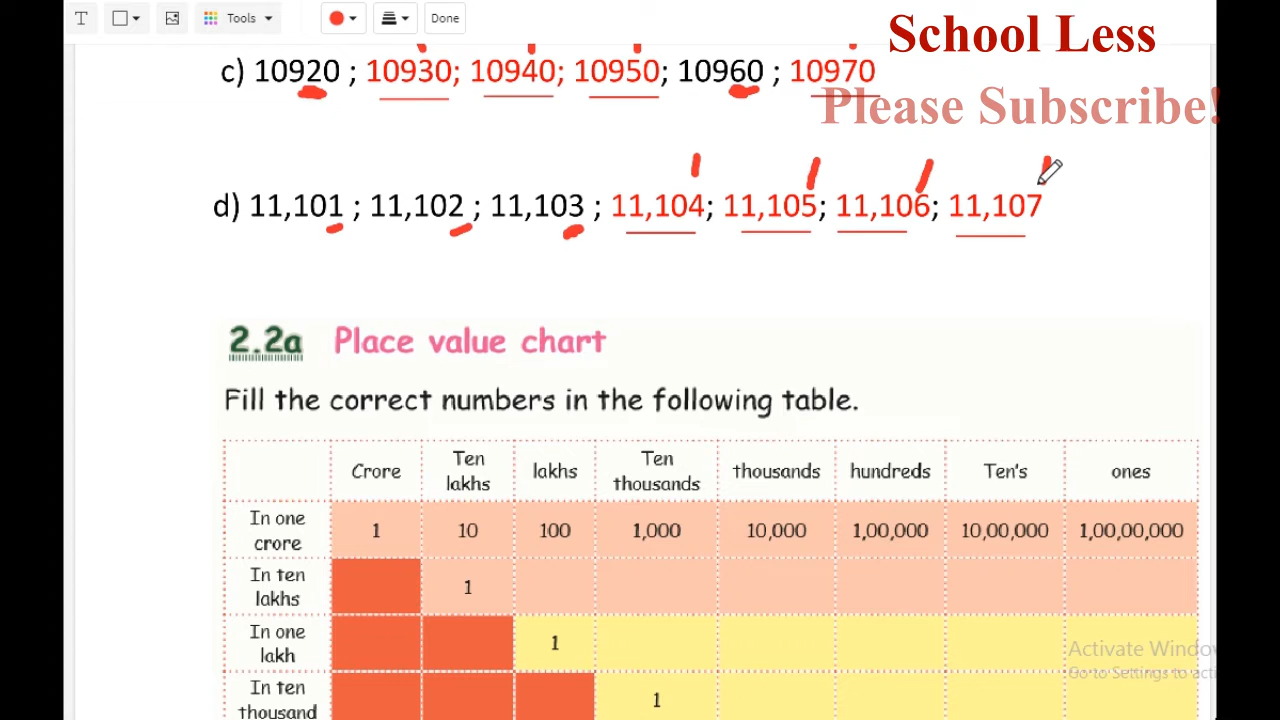 T Tools Done
School Less
c) 10920 ; 10930; 10940; 10950; 10960 ; 10970
Please Subscribe!
d) 11,101 ; 11,102 ; 11,103 ; 11,104; 11,105; 11,106; 11,107
2.2a Place value chart
Fill the correct numbers in the following table.
Crore Ten lakhs lakhs Ten thousands thousands hundreds Ten's ones
In one crore 1 10 100 1,000 10,000 1,00,000 10,00,000 1,00,00,000
In ten lakhs 1
In one lakh 1
Activate Windo
Go to Settings to acti
In ten thousand 1